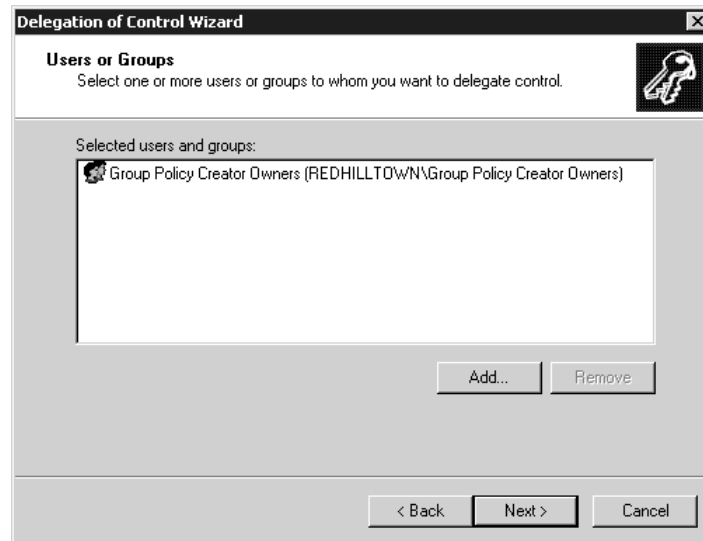 Delegation of Control Wizard
Users or Groups
Select one or more users or groups to whom you want to delegate control.
Selected users and groups:
Group Policy Creator Owners (REDHILLTOWN\Group Policy Creator Owners)
Add...
Remove
< Back
Next >
Cancel